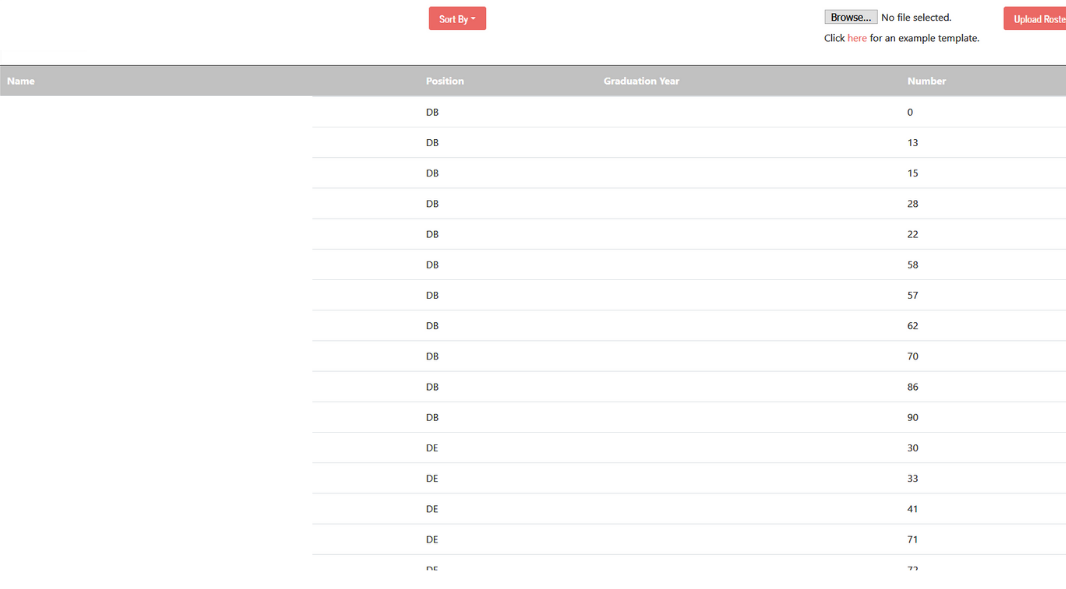 Sort By
Browse... No file selected.
Upload Roste
Click here for an example template.
Name Position Graduation Year Number
DB 0
DB 13
DB 15
DB 28
DB 22
DB 58
DB 57
DB 62
DB 70
DB 86
DB 90
DE 30
DE 33
DE 41
DE 71
DE 72